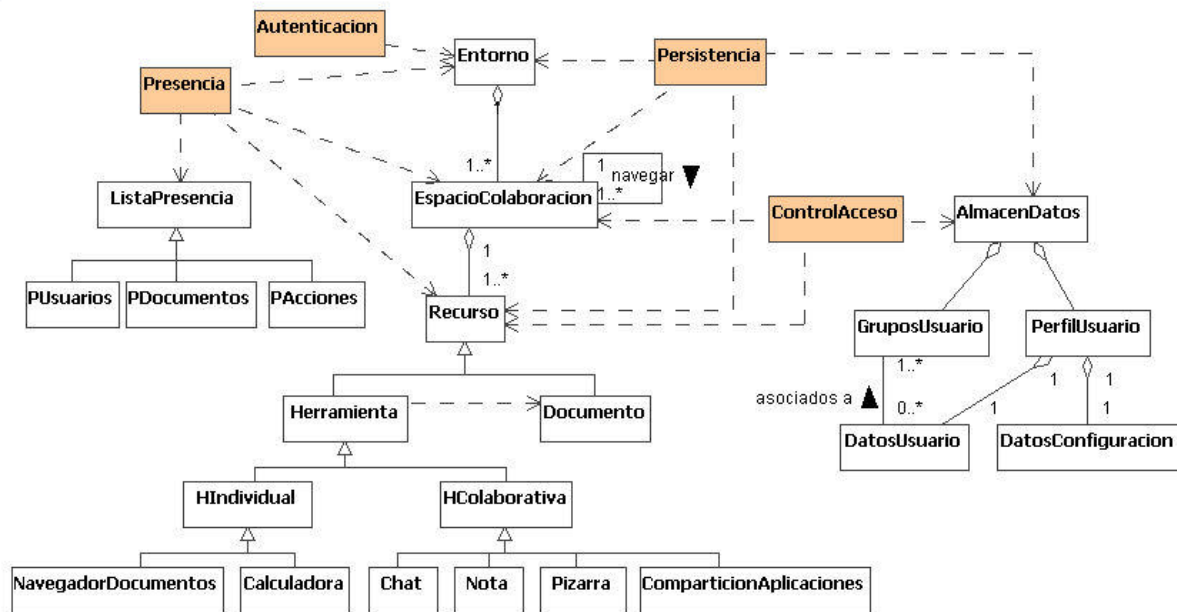 Autenticacion
Entorno
Persistencia
Presencia
1..*
1
navegar
1..*
ListaPresencia
EspacioColaboracion
ControlAcceso
AlmacenDatos
1
1..*
PUsuarios
PDocumentos
PAcciones
Recurso
GruposUsuario
PerfilUsuario
1..*
1
1
asociados a
0..*
1
1
Herramienta
Documento
DatosUsuario
DatosConfiguracion
HIndividual
HColaborativa
NavegadorDocumentos
Calculadora
Chat
Nota
Pizarra
ComparticionAplicaciones